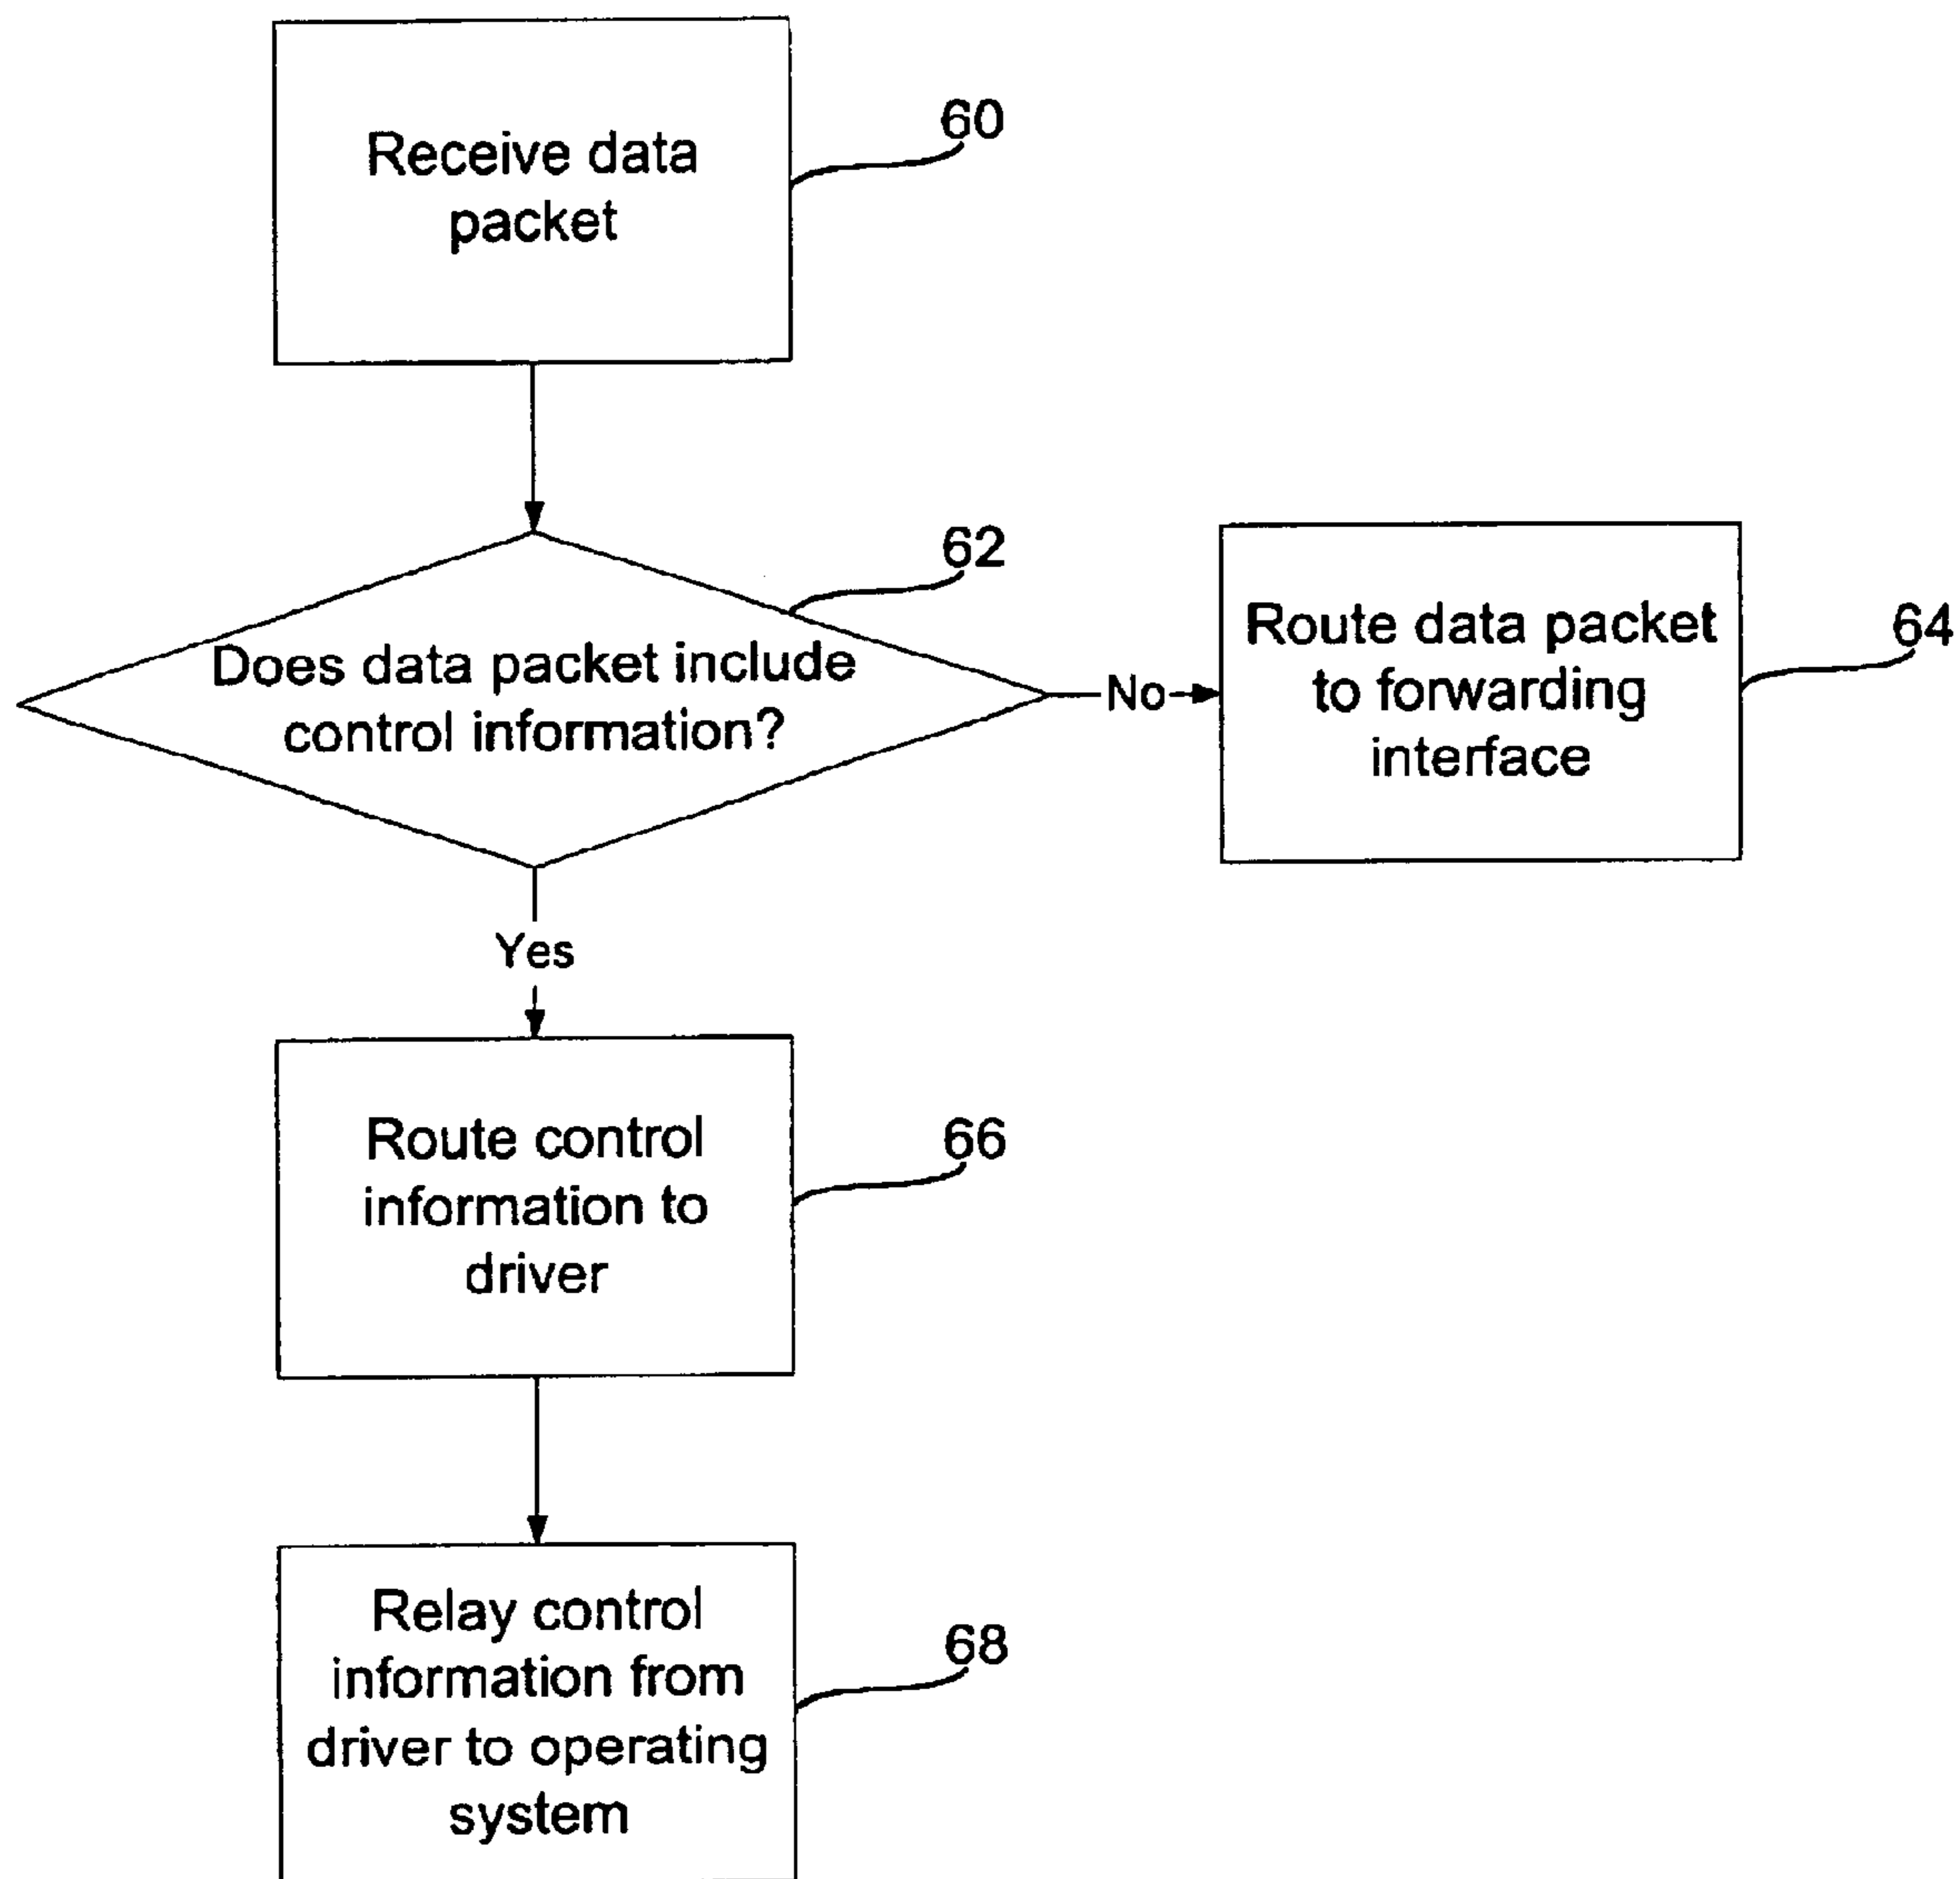 Receive data
packet
60
Does data packet include
control information?
62
No
Route data packet
to forwarding
interface
64
Yes
Route control
information to
driver
66
Relay control
information from
driver to operating
system
68